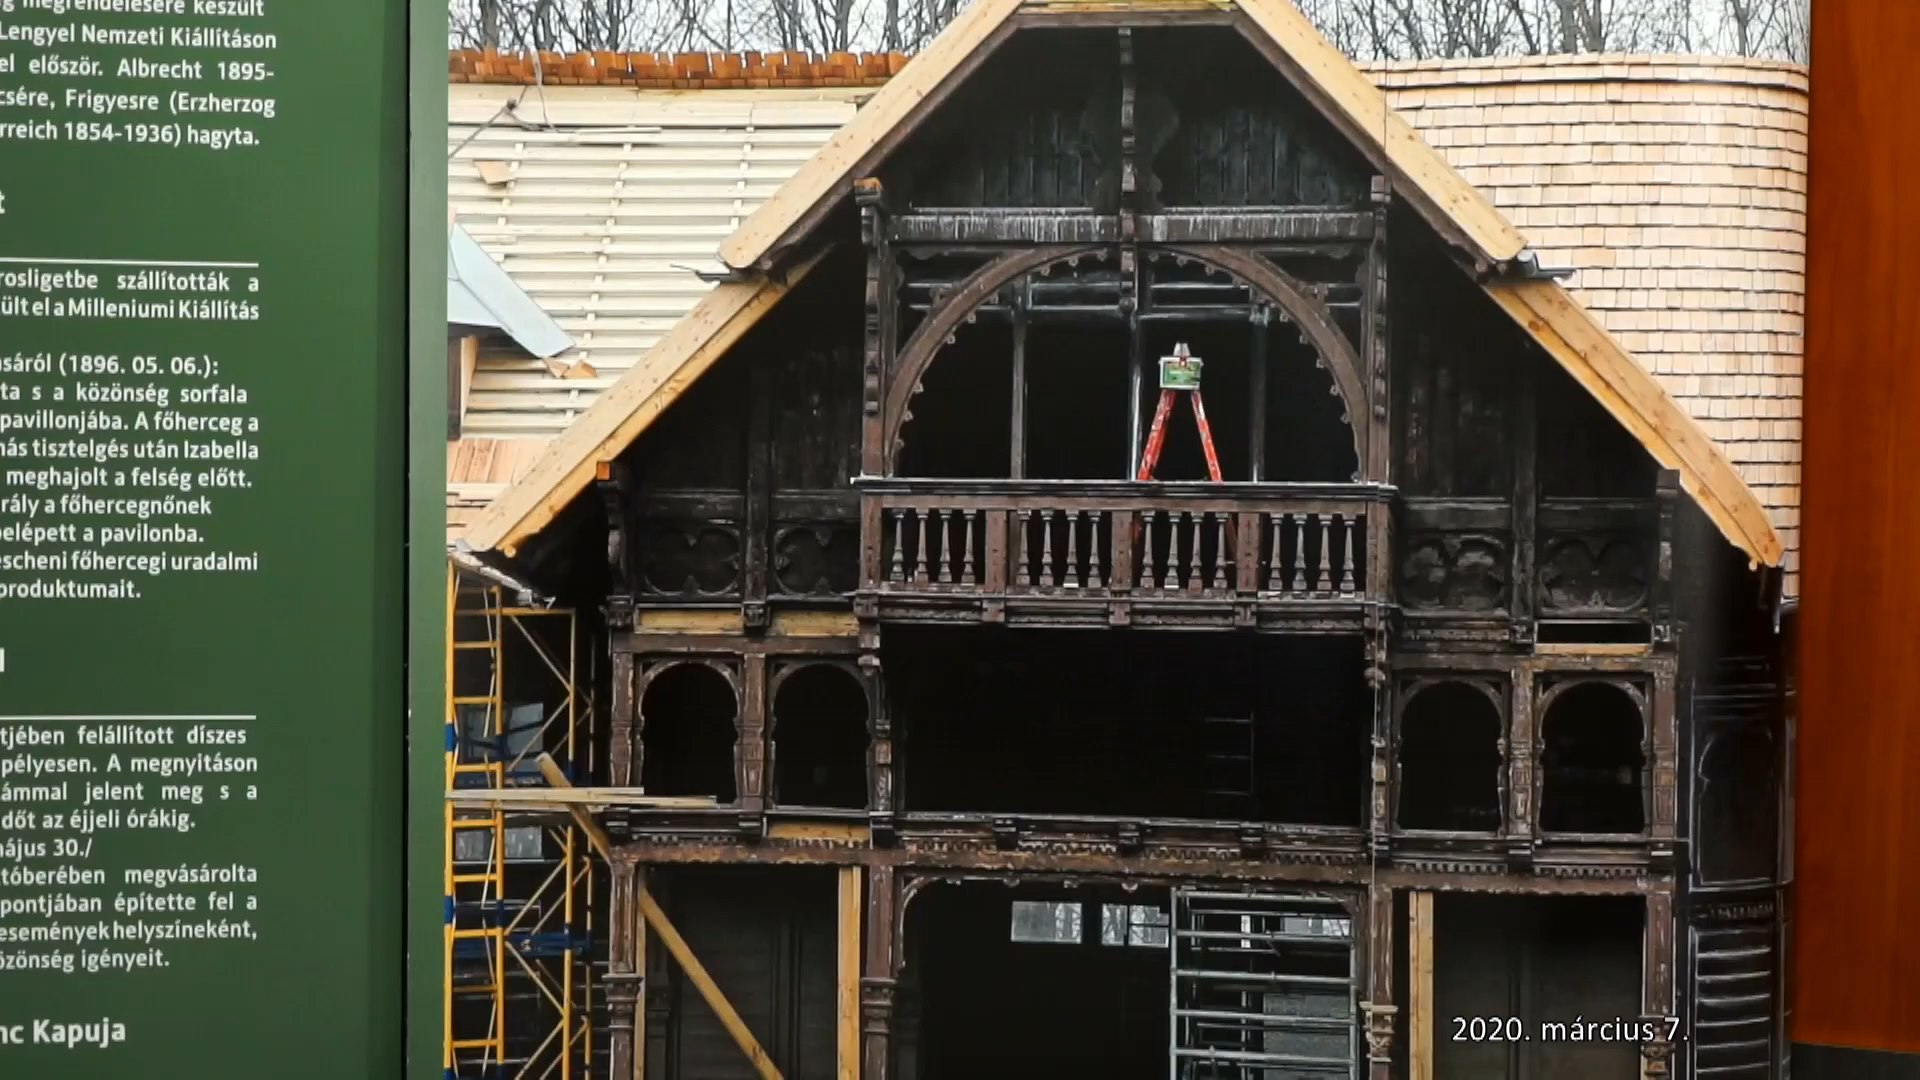 megrendelésére készült
Lengyel Nemzeti Kiállításon
el először. Albrecht 1895-
csére, Frigyesre (Erzherzog
rreich 1854-1936) hagyta.
t
rosligetbe szállították a
ült el a Milleniumi Kiállítás
ásáról (1896. 05. 06.):
ta s a közönség sorfala
pavillonjába. A főherceg a
nás tisztelgés után Izabella
meghajolt a felség előtt.
rály a főhercegnőnek
belépett a pavilonba.
escheni főhercegi uradalmi
produktumait.
tjében felállított díszes
pélyesen. A megnyitáson
ámmal jelent meg s a
dőt az éjjeli órákig.
május 30./
tóberében megvásárolta
pontjában építette fel a
események helyszíneként,
özönség igényeit.
nc Kapuja
2020. március 7.